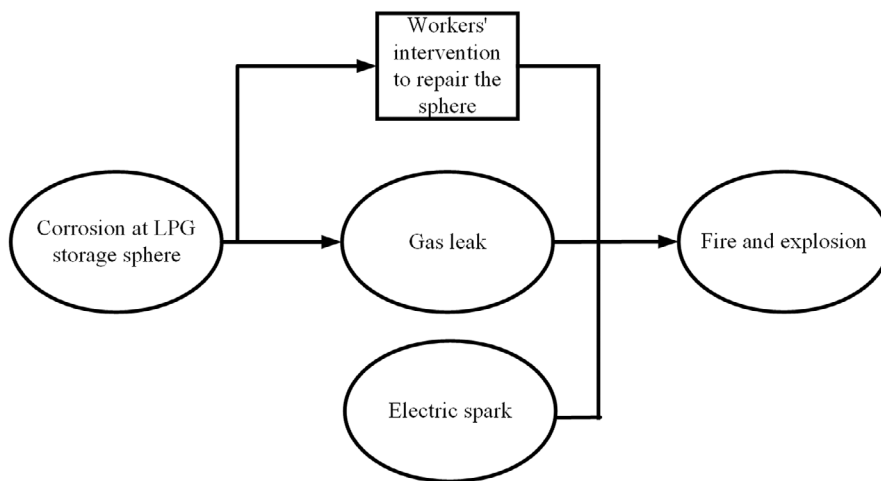 Workers'
intervention
to repair the
sphere
Corrosion at LPG
storage sphere
Gas leak
Fire and explosion
Electric spark